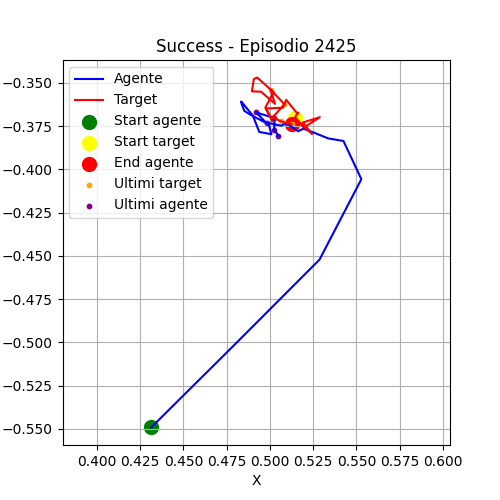 Success - Episodio 2425
Agente
Target
Start agente
Start target
End agente
Ultimi target
Ultimi agente
−0.350
−0.375
−0.400
−0.425
−0.450
−0.475
−0.500
−0.525
−0.550
0.400 0.425 0.450 0.475 0.500 0.525 0.550 0.575 0.600
X